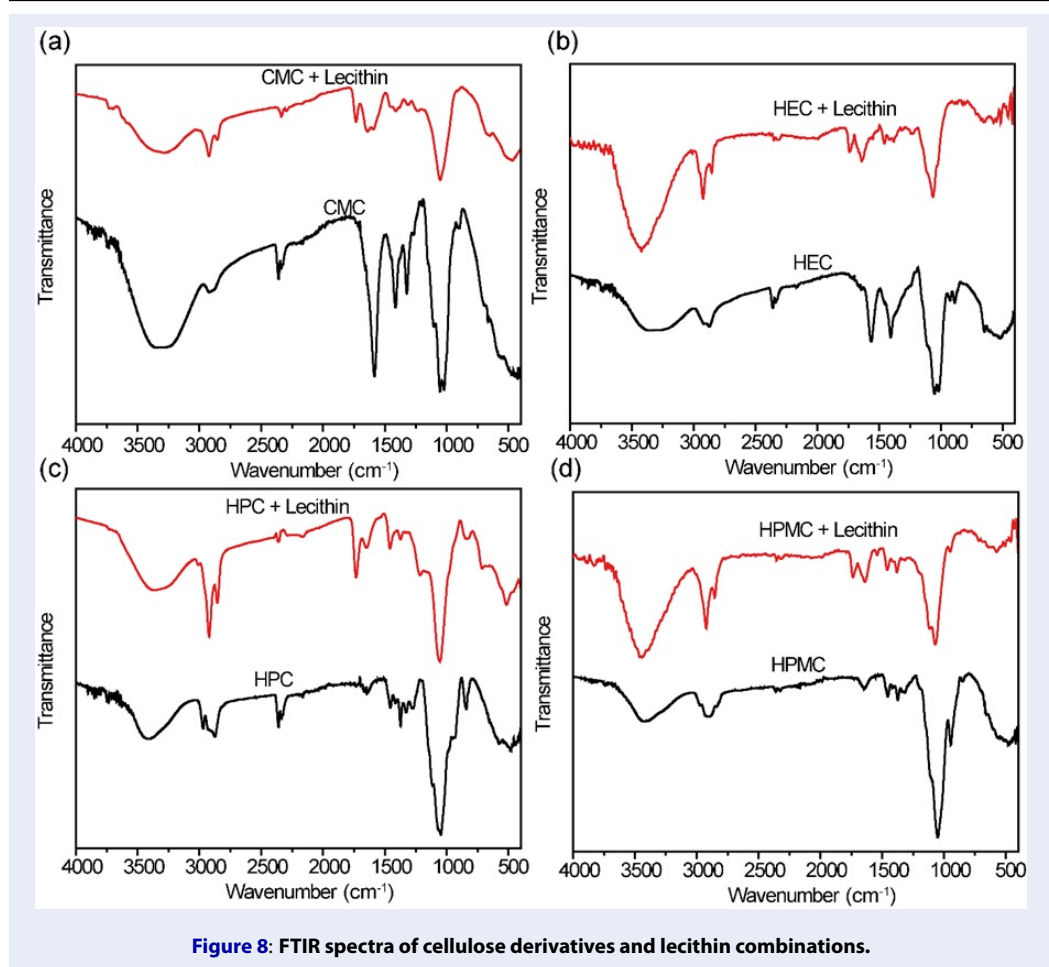 (a)
CMC + Lecithin
CMC
Transmittance
4000 3500 3000 2500 2000 1500 1000 500
Wavenumber (cm⁻¹)
(b)
HEC + Lecithin
HEC
Transmittance
4000 3500 3000 2500 2000 1500 1000 500
Wavenumber (cm⁻¹)
(c)
HPC + Lecithin
HPC
Transmittance
4000 3500 3000 2500 2000 1500 1000 500
Wavenumber (cm⁻¹)
(d)
HPMC + Lecithin
HPMC
Transmittance
4000 3500 3000 2500 2000 1500 1000 500
Wavenumber (cm⁻¹)
Figure 8: FTIR spectra of cellulose derivatives and lecithin combinations.